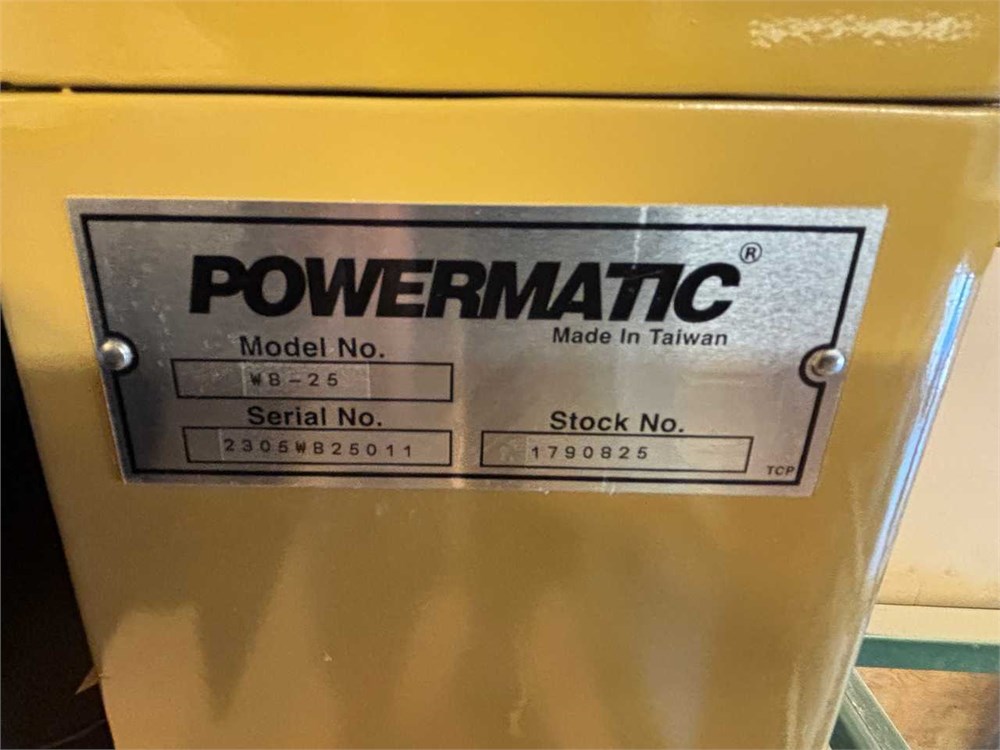 POWERMATIC®
Made In Taiwan
Model No.
WB-25
Serial No.
2305WB25011
Stock No.
1790825
TCP